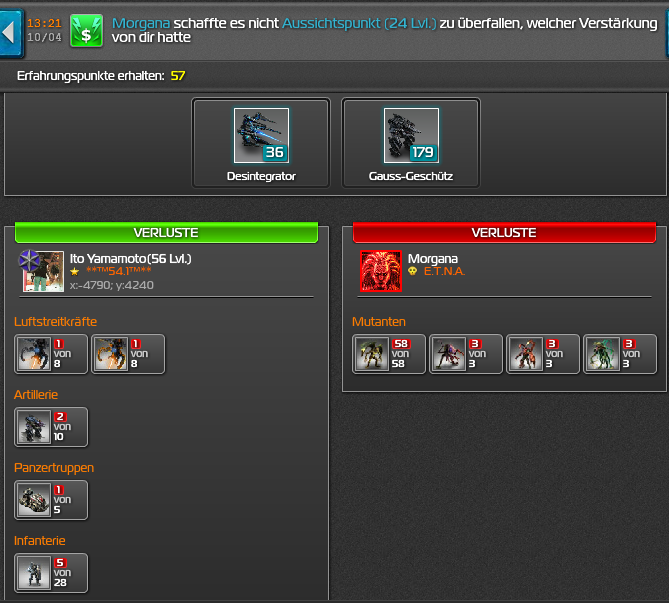 13:21
10/04
Morgana schaffte es nicht Aussichtspunkt (24 Lvl.) zu überfallen, welcher Verstärkung
von dir hatte
Erfahrungspunkte erhalten: 57
36
179
Desintegrator
Gauss-Geschütz
VERLUSTE
Ito Yamamoto(56 Lvl.)
**™54.1™**
x:-4790; y:4240
Luftstreitkräfte
1 von 8
1 von 8
Artillerie
2 von 10
Panzertruppen
1 von 5
Infanterie
5 von 28
VERLUSTE
Morgana
E.T.N.A.
Mutanten
58 von 58
3 von 3
3 von 3
3 von 3